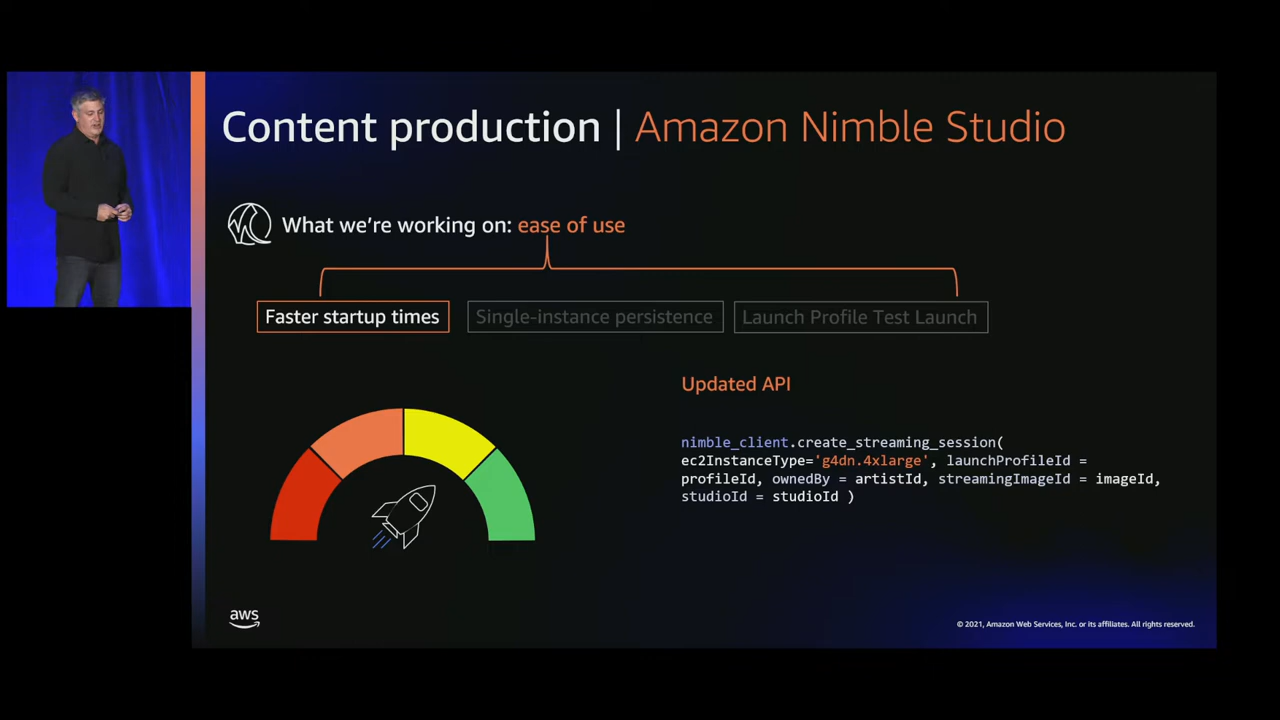 Content production | Amazon Nimble Studio
What we're working on: ease of use
Faster startup times
Single-instance persistence
Launch Profile Test Launch
Updated API
nimble_client.create_streaming_session(
ec2InstanceType='g4dn.4xlarge', launchProfileId =
profileId, ownedBy = artistId, streamingImageId = imageId,
studioId = studioId )
aws
© 2021, Amazon Web Services, Inc. or its affiliates. All rights reserved.